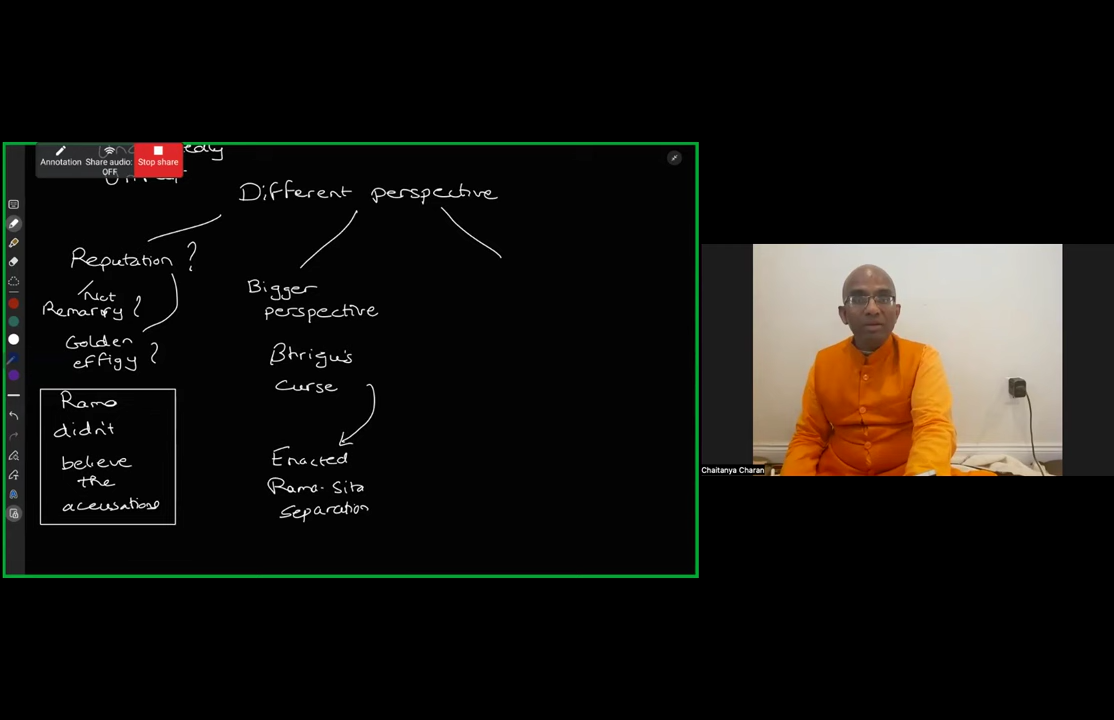 Annotation
Share audio:
OFF
Stop share
Different perspective
Reputation ?
Not
Remarry ?
Golden
effigy ?
Rama
didn't
believe
the
accusations
Bigger
perspective
Bhrigu's
Curse
Enacted
Rama-Sita
separation
Chaitanya Charan